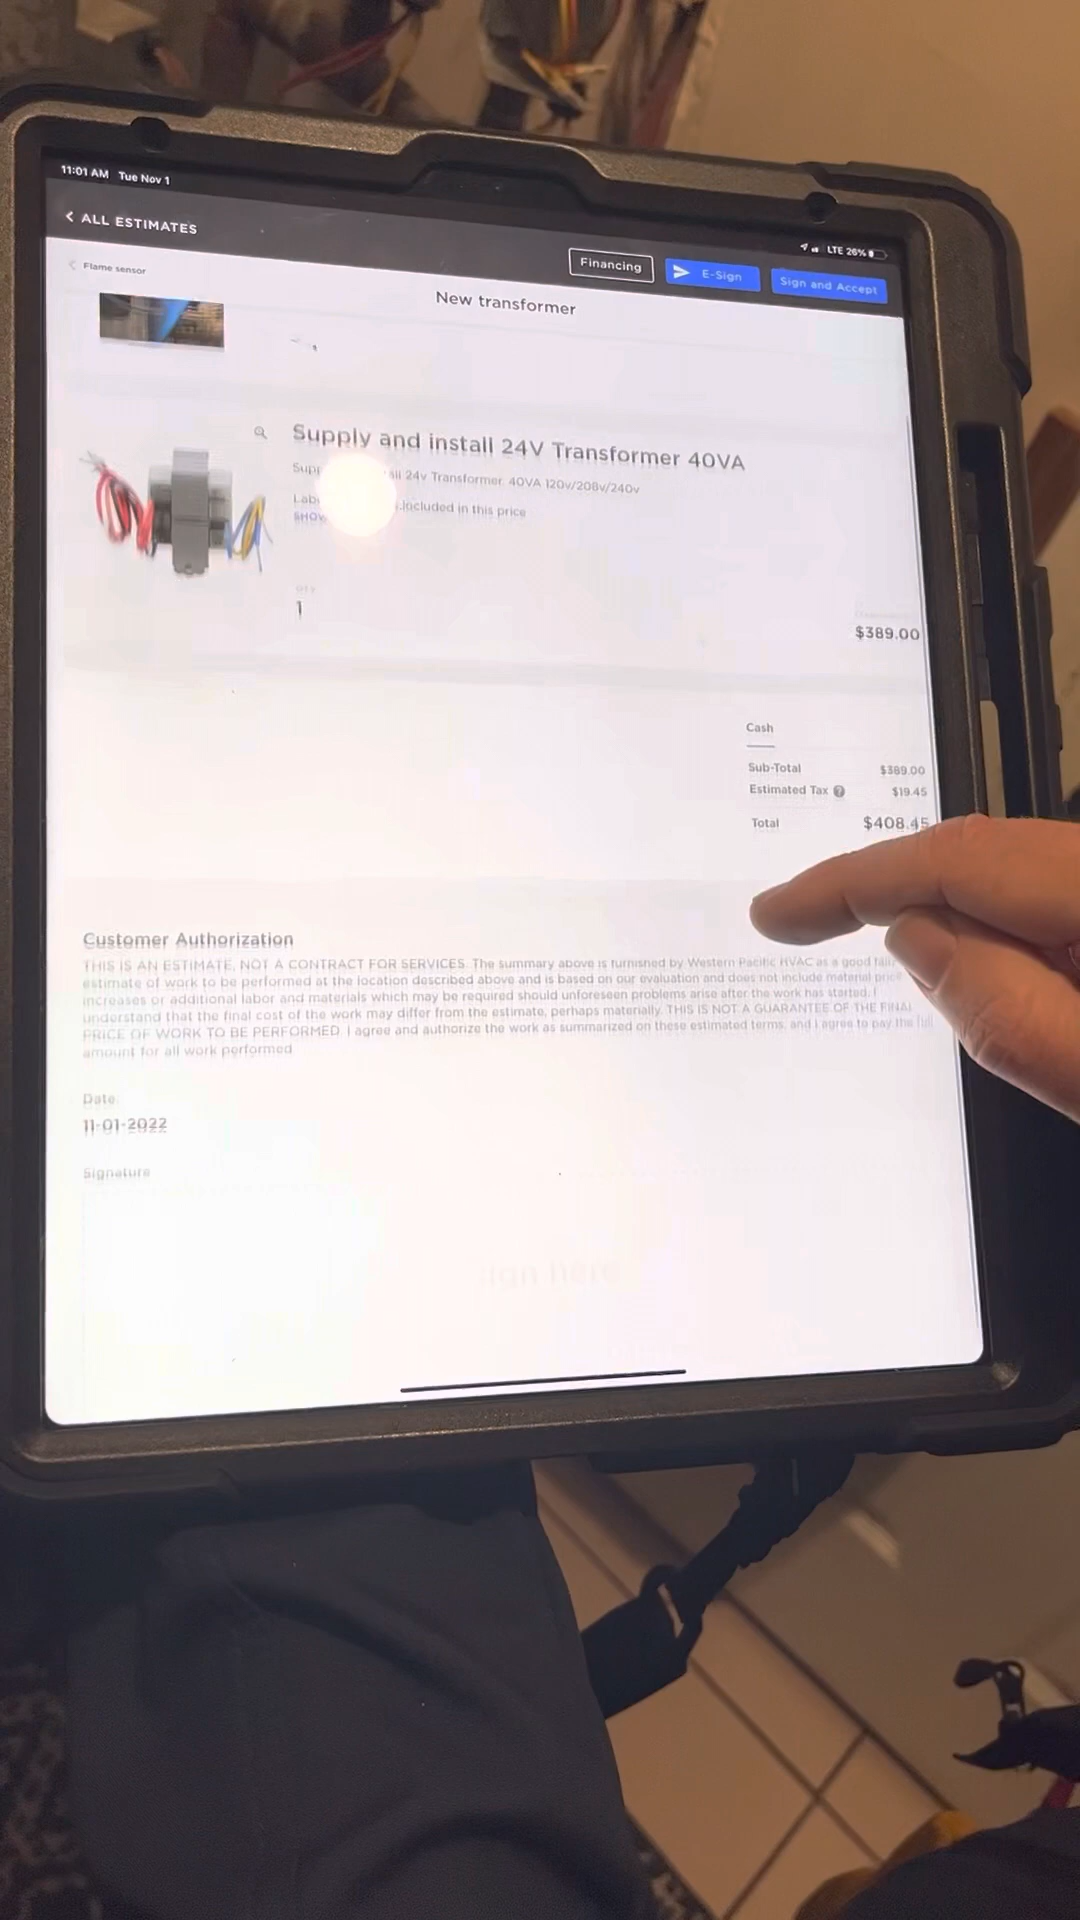 11:01 AM Tue Nov 1
LTE 26%
< ALL ESTIMATES
Financing
E-Sign
Sign and Accept
< Flame sensor
New transformer
Supply and install 24V Transformer 40VA
24v Transformer. 40VA 120v/208v/240v
included in this price
QTY
1
$389.00
Cash
Sub-Total $389.00
Estimated Tax $19.45
Total $408.45
Customer Authorization
THIS IS AN ESTIMATE, NOT A CONTRACT FOR SERVICES. The summary above is furnished by Western Pacific HVAC as a good faith
estimate of work to be performed at the location described above and is based on our evaluation and does not include material price
increases or additional labor and materials which may be required should unforeseen problems arise after the work has started. I
understand that the final cost of the work may differ from the estimate, perhaps materially. THIS IS NOT A GUARANTEE OF THE FINAL
PRICE OF WORK TO BE PERFORMED. I agree and authorize the work as summarized on these estimated terms, and I agree to pay the full
amount for all work performed
Date:
11-01-2022
Signature
here